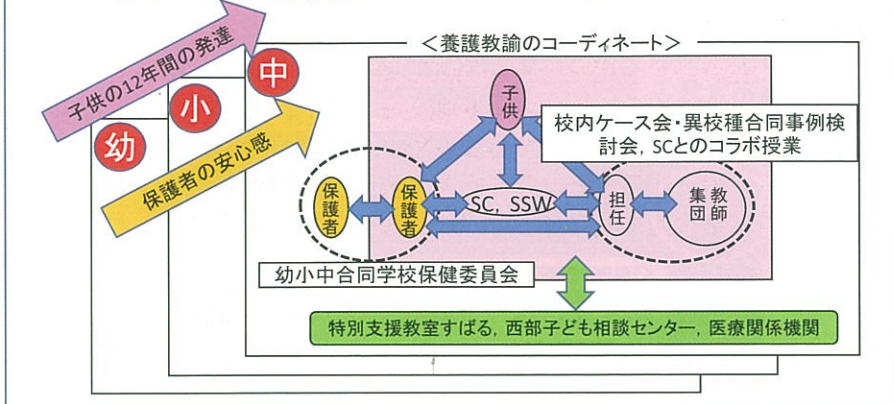 ＜養護教諭のコーディネート＞
子供の12年間の発達
中
小
幼
保護者の安心感
子供
校内ケース会・異校種合同事例検
討会，SCとのコラボ授業
保護者
保護者
SC，SSW
担任
教師
集団
幼小中合同学校保健委員会
特別支援教室すばる，西部子ども相談センター，医療関係機関